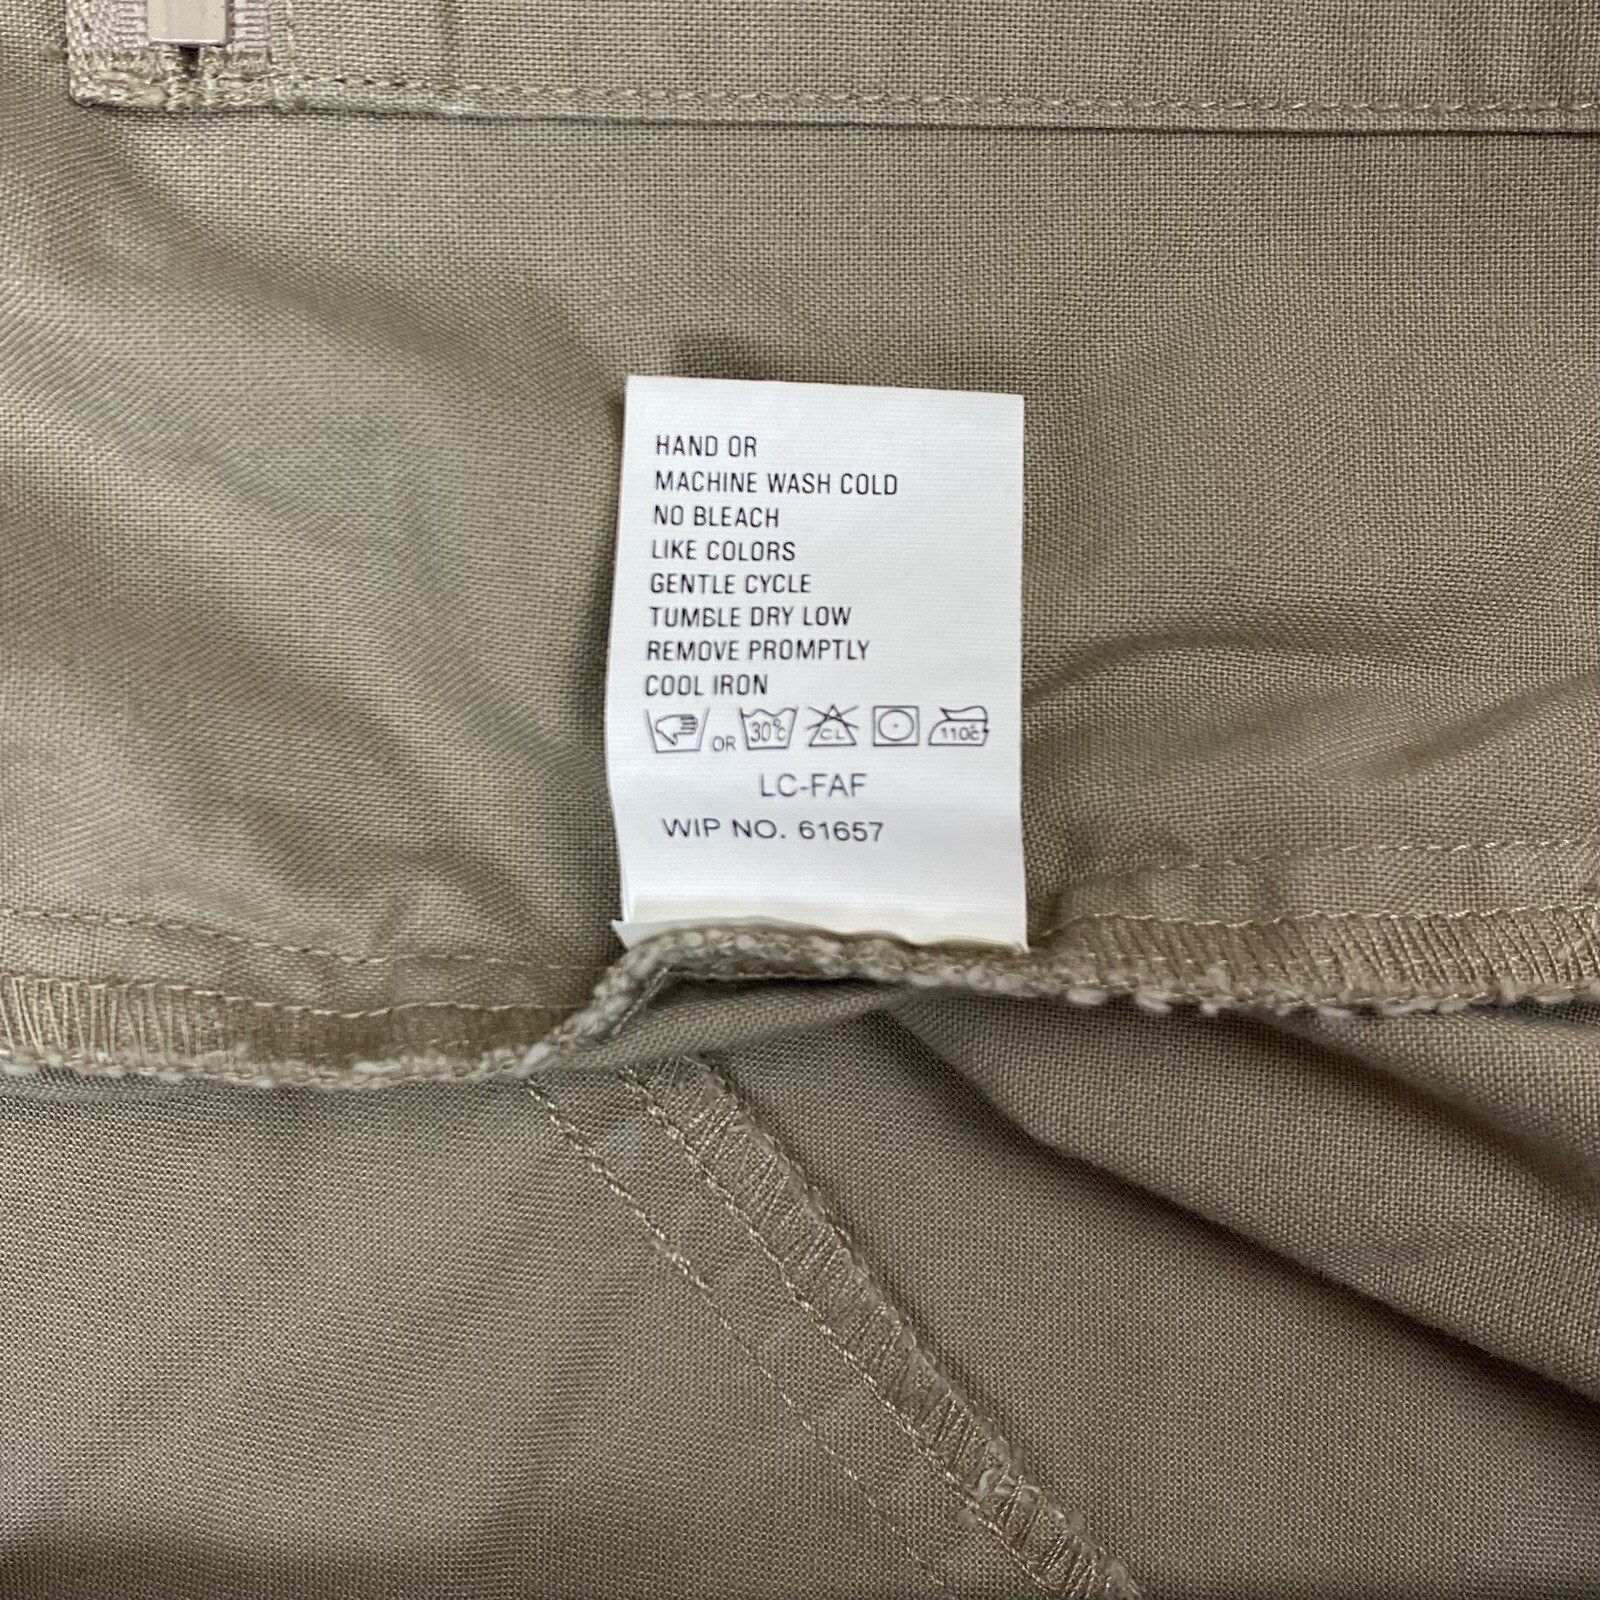 HAND OR
MACHINE WASH COLD
NO BLEACH
LIKE COLORS
GENTLE CYCLE
TUMBLE DRY LOW
REMOVE PROMPTLY
COOL IRON
OR 30°C CL 110°C
LC-FAF
WIP NO. 61657